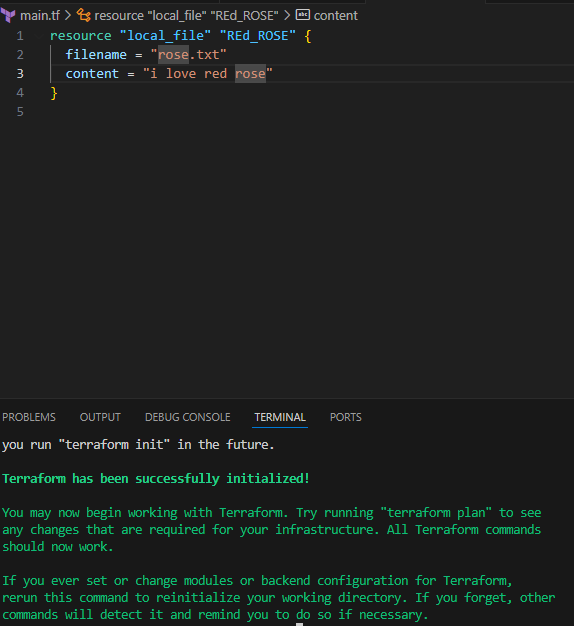 main.tf > resource "local_file" "REd_ROSE" > abc content
1 resource "local_file" "REd_ROSE" {
2 filename = "rose.txt"
3 content = "i love red rose"
4 }
5
PROBLEMS OUTPUT DEBUG CONSOLE TERMINAL PORTS
you run "terraform init" in the future.
Terraform has been successfully initialized!
You may now begin working with Terraform. Try running "terraform plan" to see
any changes that are required for your infrastructure. All Terraform commands
should now work.
If you ever set or change modules or backend configuration for Terraform,
rerun this command to reinitialize your working directory. If you forget, other
commands will detect it and remind you to do so if necessary.